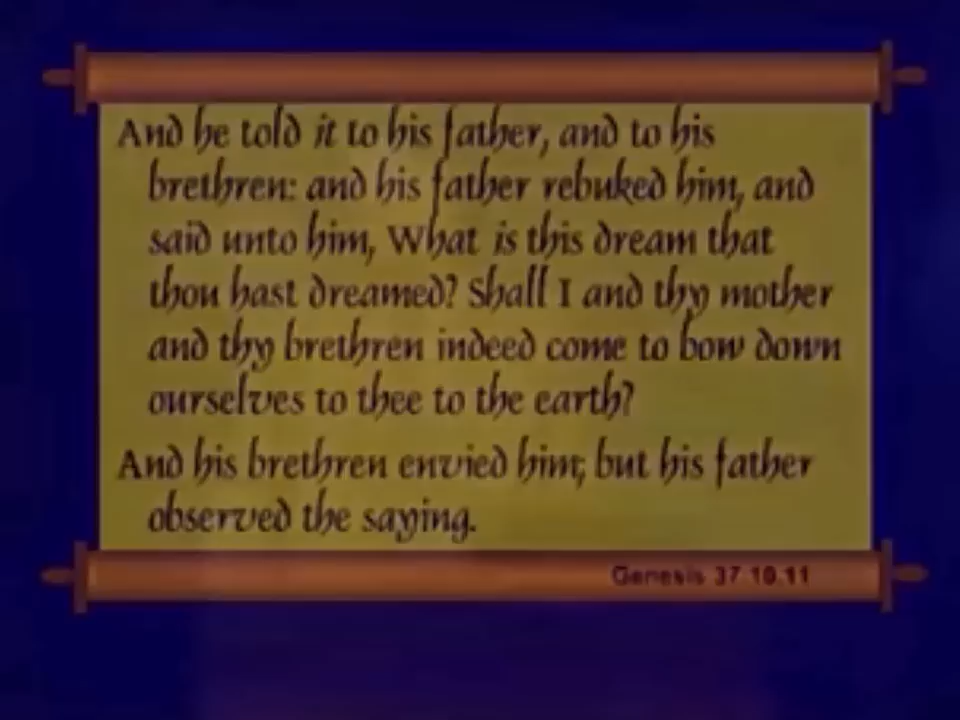 And he told it to his father, and to his
brethren: and his father rebuked him, and
said unto him, What is this dream that
thou hast dreamed? Shall I and thy mother
and thy brethren indeed come to bow down
ourselves to thee to the earth?
And his brethren envied him; but his father
observed the saying.
Genesis 37 10.11